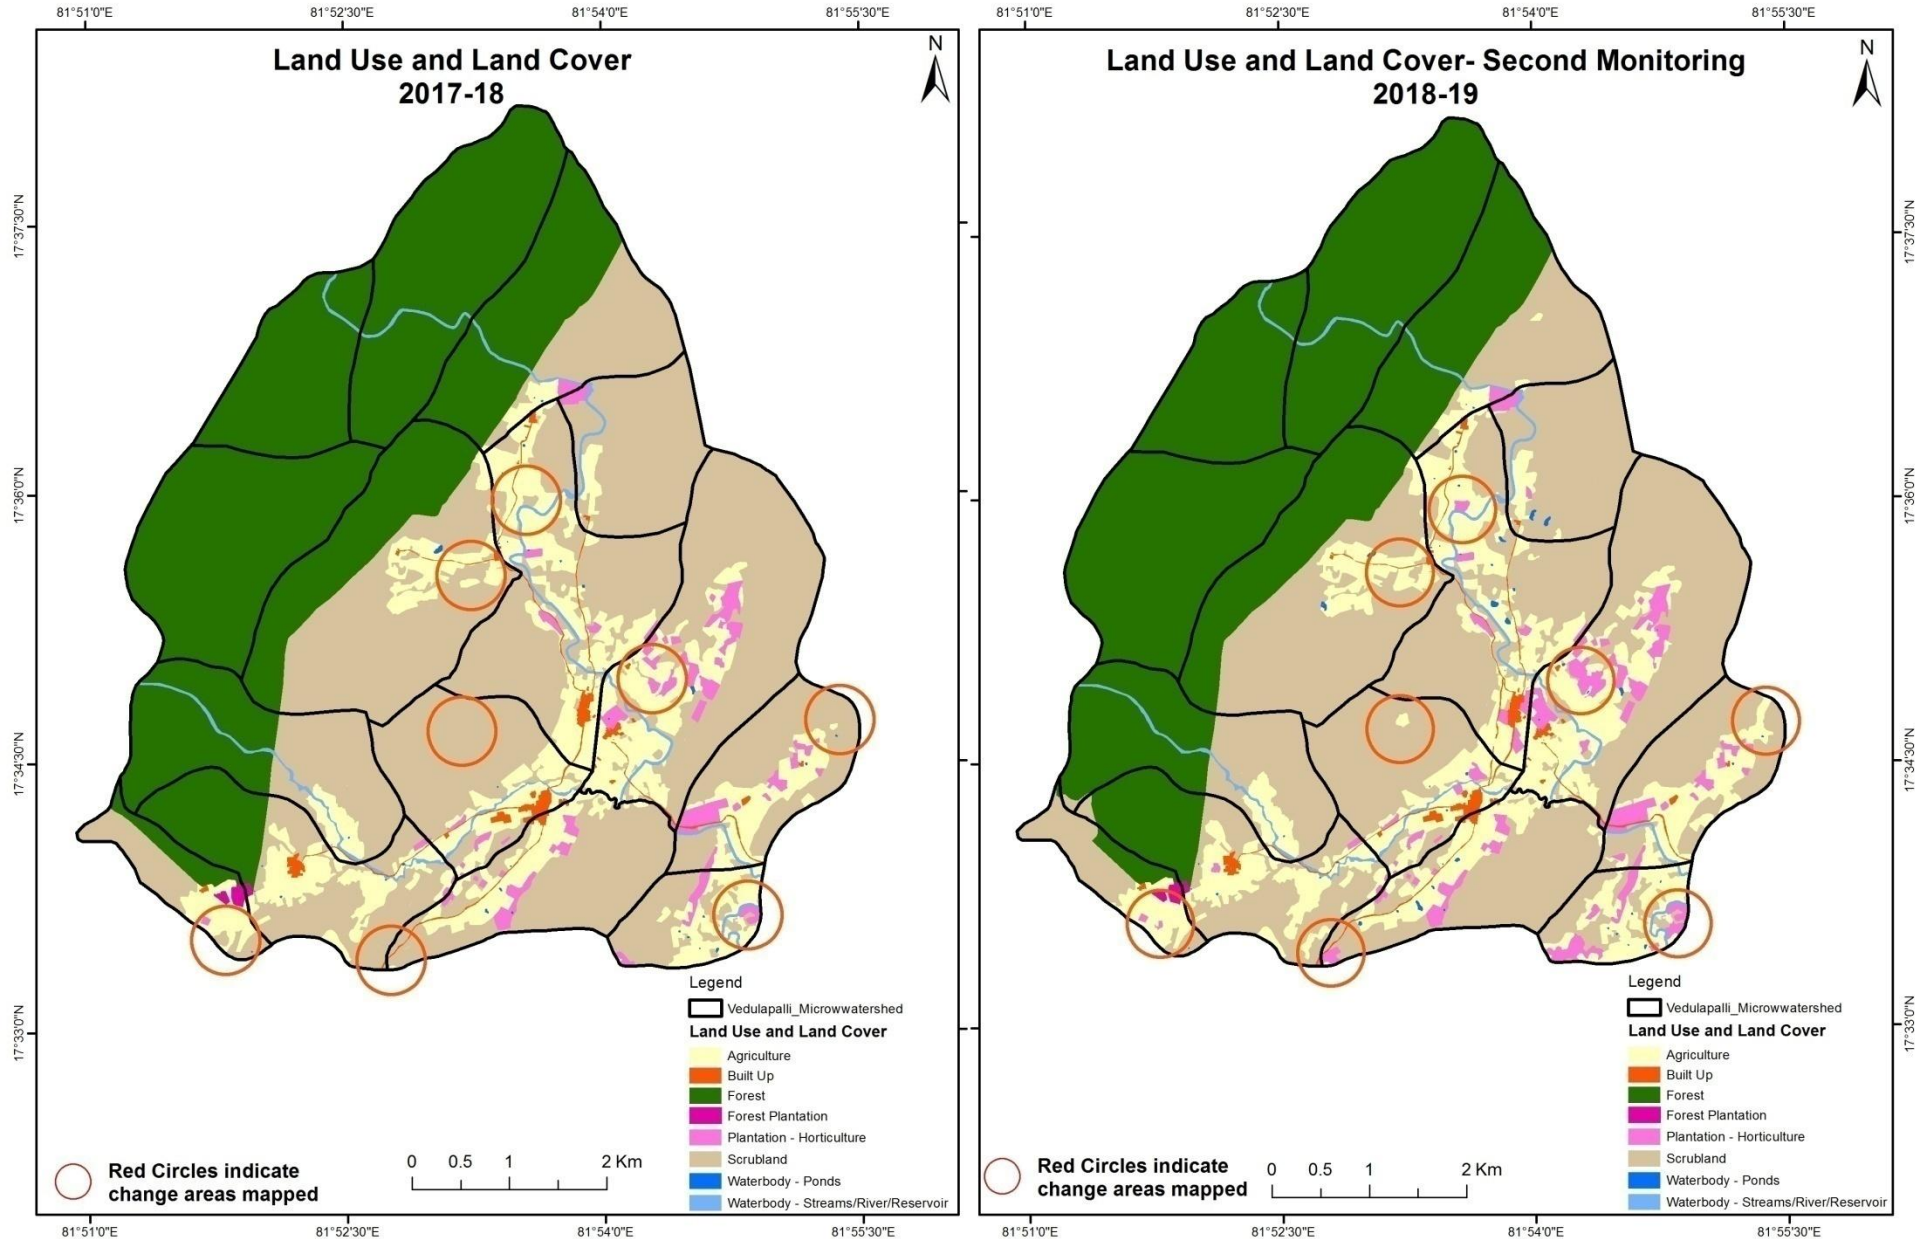 81°51'0"E 81°52'30"E 81°54'0"E 81°55'30"E
Land Use and Land Cover
2017-18
N
17°37'30"N
17°36'0"N
17°34'30"N
17°33'0"N
Legend
Vedulapalli_Microwwatershed
Land Use and Land Cover
Agriculture
Built Up
Forest
Forest Plantation
Plantation - Horticulture
Scrubland
Waterbody - Ponds
Waterbody - Streams/River/Reservoir
Red Circles indicate
change areas mapped
0 0.5 1 2 Km
81°51'0"E 81°52'30"E 81°54'0"E 81°55'30"E
81°51'0"E 81°52'30"E 81°54'0"E 81°55'30"E
Land Use and Land Cover- Second Monitoring
2018-19
N
17°37'30"N
17°36'0"N
17°34'30"N
17°33'0"N
Legend
Vedulapalli_Microwwatershed
Land Use and Land Cover
Agriculture
Built Up
Forest
Forest Plantation
Plantation - Horticulture
Scrubland
Waterbody - Ponds
Waterbody - Streams/River/Reservoir
Red Circles indicate
change areas mapped
0 0.5 1 2 Km
81°51'0"E 81°52'30"E 81°54'0"E 81°55'30"E